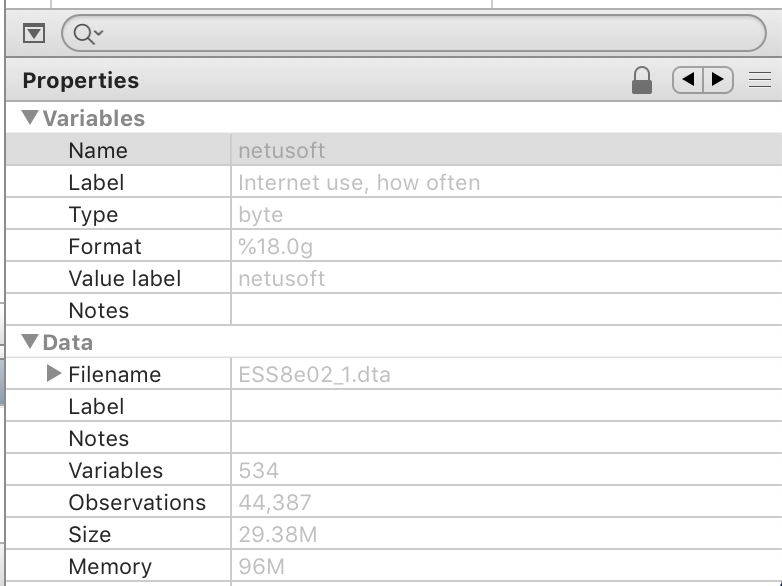 Properties
Variables
Name netusoft
Label Internet use, how often
Type byte
Format %18.0g
Value label netusoft
Notes
Data
Filename ESS8e02_1.dta
Label
Notes
Variables 534
Observations 44,387
Size 29.38M
Memory 96M